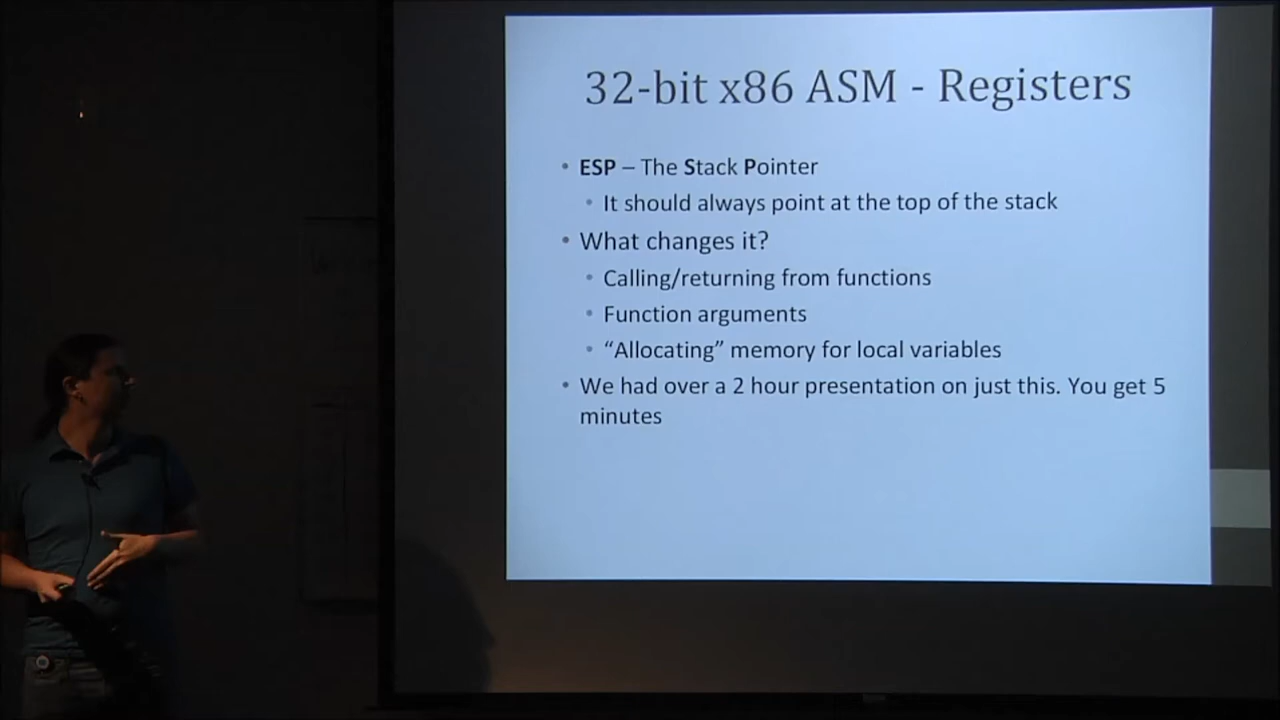 32-bit x86 ASM - Registers
• ESP – The Stack Pointer
• It should always point at the top of the stack
• What changes it?
• Calling/returning from functions
• Function arguments
• “Allocating” memory for local variables
• We had over a 2 hour presentation on just this. You get 5
minutes